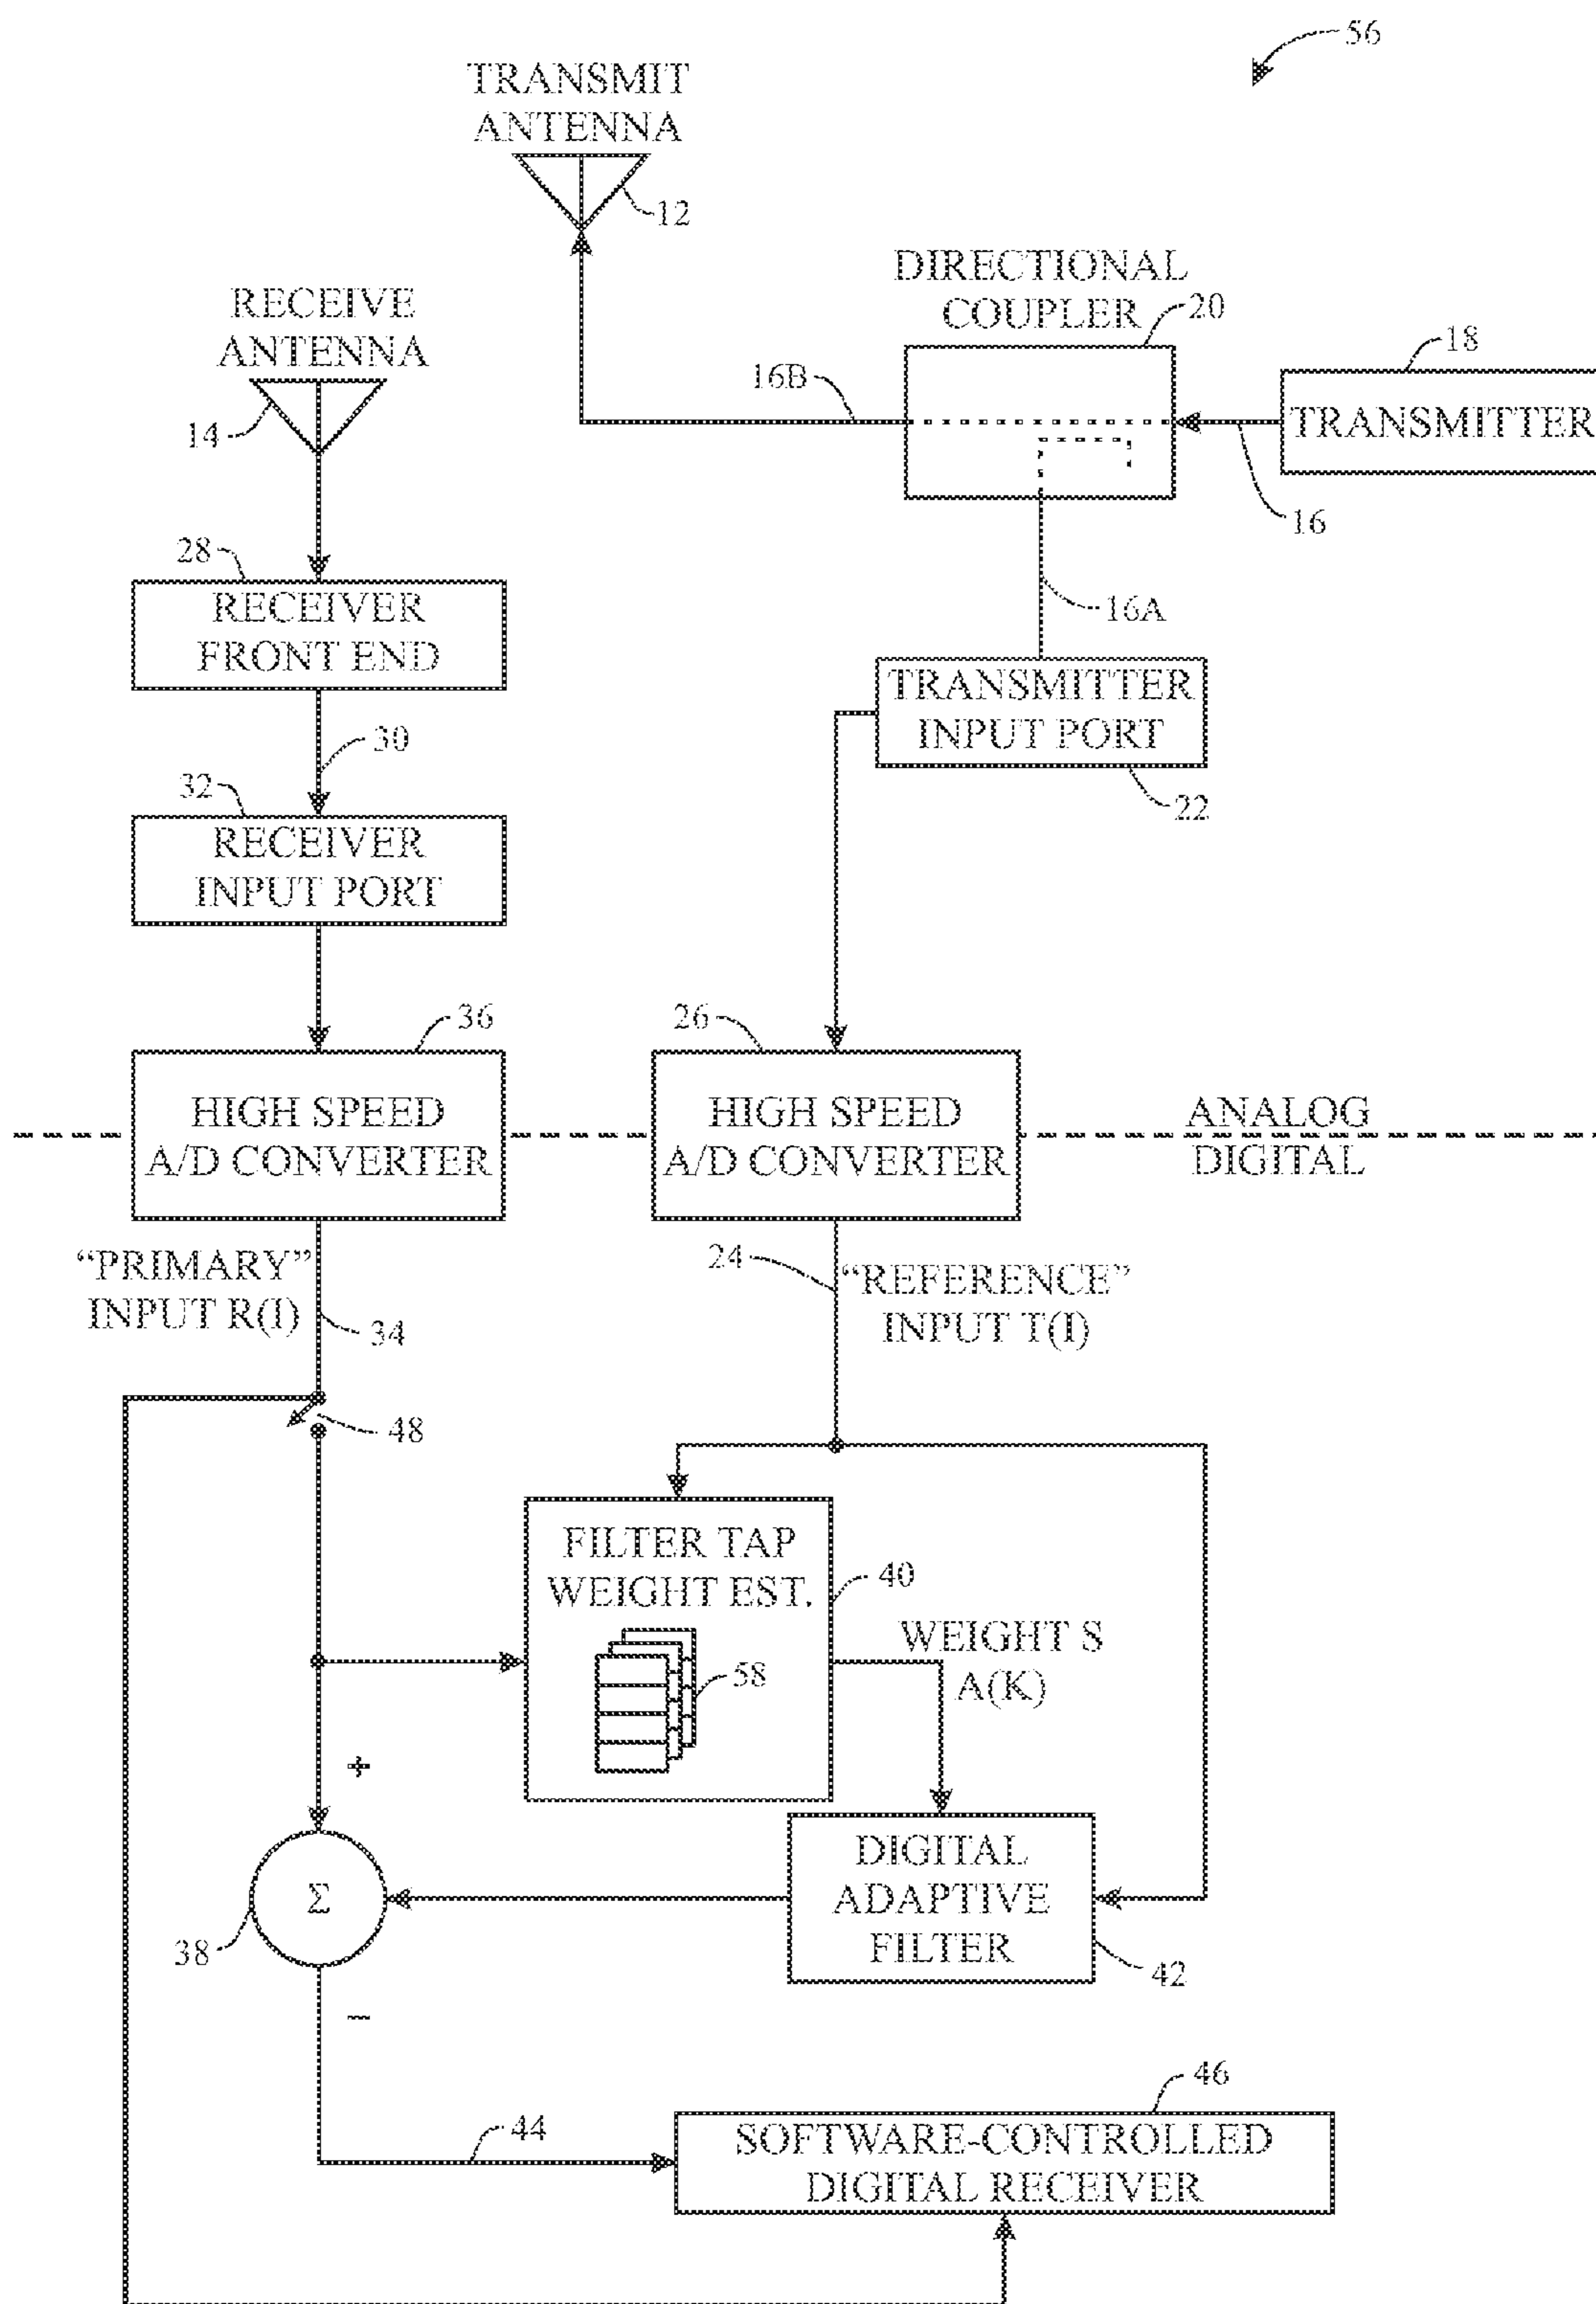 56
TRANSMIT
ANTENNA
12
DIRECTIONAL
COUPLER
20
RECEIVE
ANTENNA
14
16B
18
TRANSMITTER
16
28
RECEIVER
FRONT END
16A
TRANSMITTER
INPUT PORT
22
30
32
RECEIVER
INPUT PORT
36
26
HIGH SPEED
A/D CONVERTER
HIGH SPEED
A/D CONVERTER
ANALOG
DIGITAL
"PRIMARY"
INPUT R(I)
34
24
"REFERENCE"
INPUT T(I)
48
FILTER TAP
WEIGHT EST.
40
58
WEIGHT S
A(K)
+
Σ
38
DIGITAL
ADAPTIVE
FILTER
42
−
44
46
SOFTWARE-CONTROLLED
DIGITAL RECEIVER